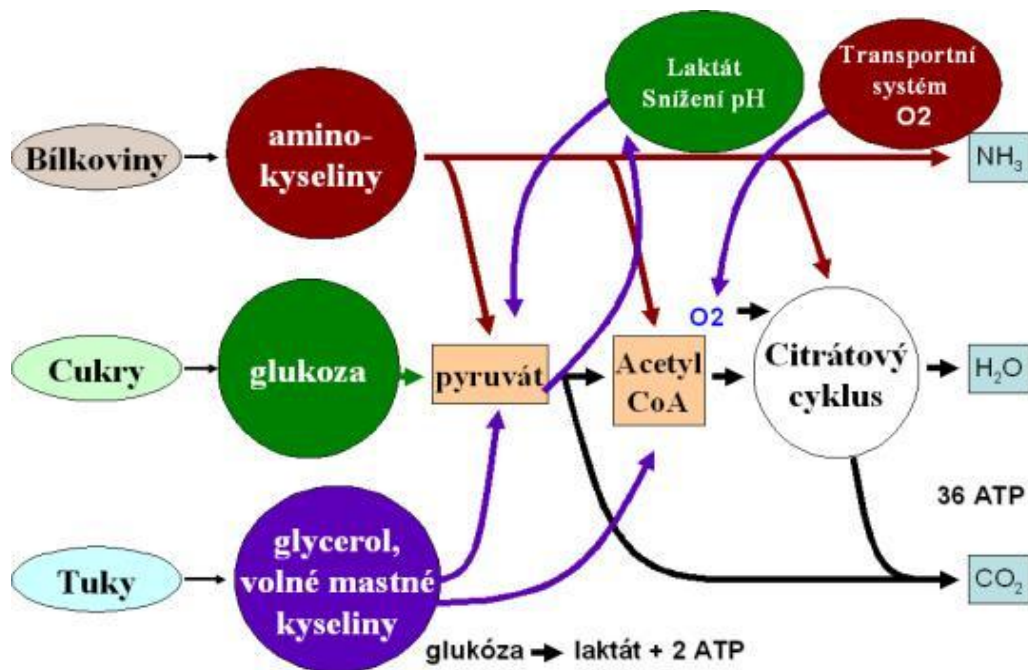 Laktát
Snížení pH
Transportní
systém
O2
Bílkoviny
amino-
kyseliny
NH3
Cukry
glukoza
pyruvát
Acetyl
CoA
O2
Citrátový
cyklus
H2O
36 ATP
Tuky
glycerol,
volné mastné
kyseliny
CO2
glukóza → laktát + 2 ATP